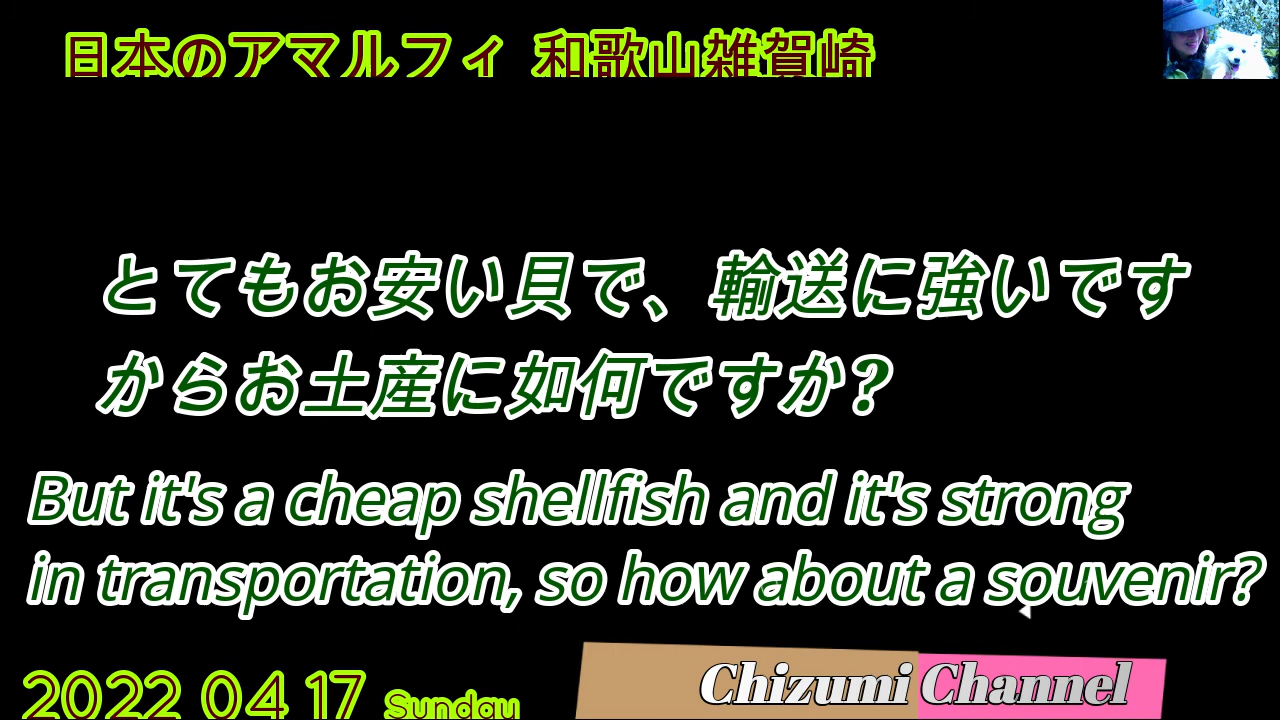 日本のアマルフィ 和歌山雑賀崎
とてもお安い貝で、輸送に強いです
からお土産に如何ですか?
But it's a cheap shellfish and it's strong
in transportation, so how about a souvenir?
2022 04 17 Sunday
Chizumi Channel